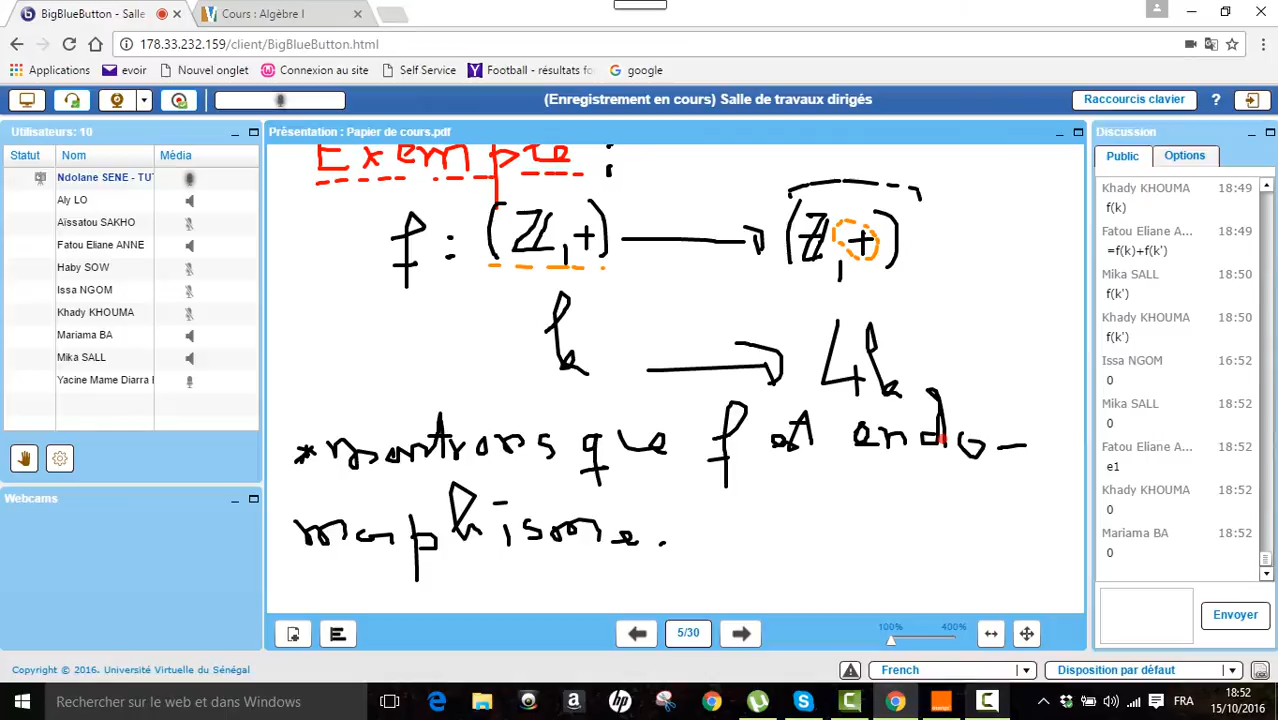 BigBlueButton - Salle
Cours : Algèbre I
178.33.232.159/client/BigBlueButton.html
Applications evoir Nouvel onglet Connexion au site Self Service Football - résultats fo google
(Enregistrement en cours) Salle de travaux dirigés
Raccourcis clavier ?
Utilisateurs: 10
Statut Nom Média
Ndolane SENE - TU
Aly LO
Aïssatou SAKHO
Fatou Eliane ANNE
Haby SOW
Issa NGOM
Khady KHOUMA
Mariama BA
Mika SALL
Yacine Mame Diarra
Webcams
Présentation : Papier de cours.pdf
Exemple :
f : (ℤ, +) ⟶ (ℤ, +)
k ⟶ 4k
*montrons que f est endo-
morphisme.
5/30
100% 400%
Discussion
Public Options
Khady KHOUMA 18:49
f(k)
Fatou Eliane A... 18:49
=f(k)+f(k')
Mika SALL 18:50
f(k')
Khady KHOUMA 18:50
f(k')
Issa NGOM 16:52
0
Mika SALL 18:52
0
Fatou Eliane A... 18:52
e1
Khady KHOUMA 18:52
0
Mariama BA 18:52
0
Envoyer
Copyright © 2016. Université Virtuelle du Sénégal
French
Disposition par défaut
Rechercher sur le web et dans Windows
FRA
18:52
15/10/2016